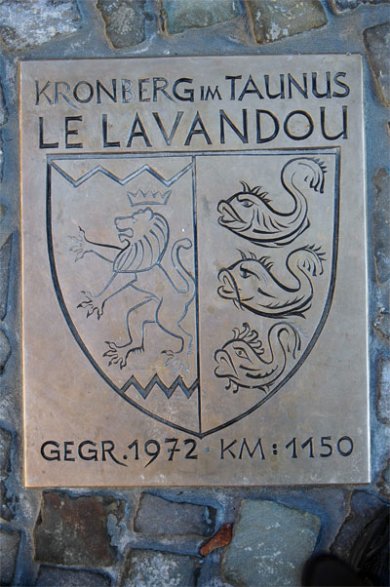 KRONBERG IM TAUNUS
LE LAVANDOU
GEGR. 1972 · KM: 1150